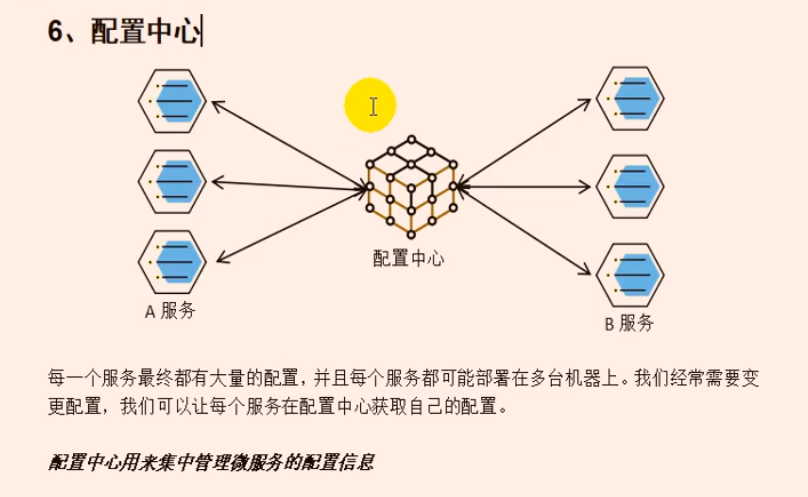 6、配置中心
配置中心
A 服务
B 服务
每一个服务最终都有大量的配置，并且每个服务都可能部署在多台机器上。我们经常需要变
更配置，我们可以让每个服务在配置中心获取自己的配置。
配置中心用来集中管理微服务的配置信息